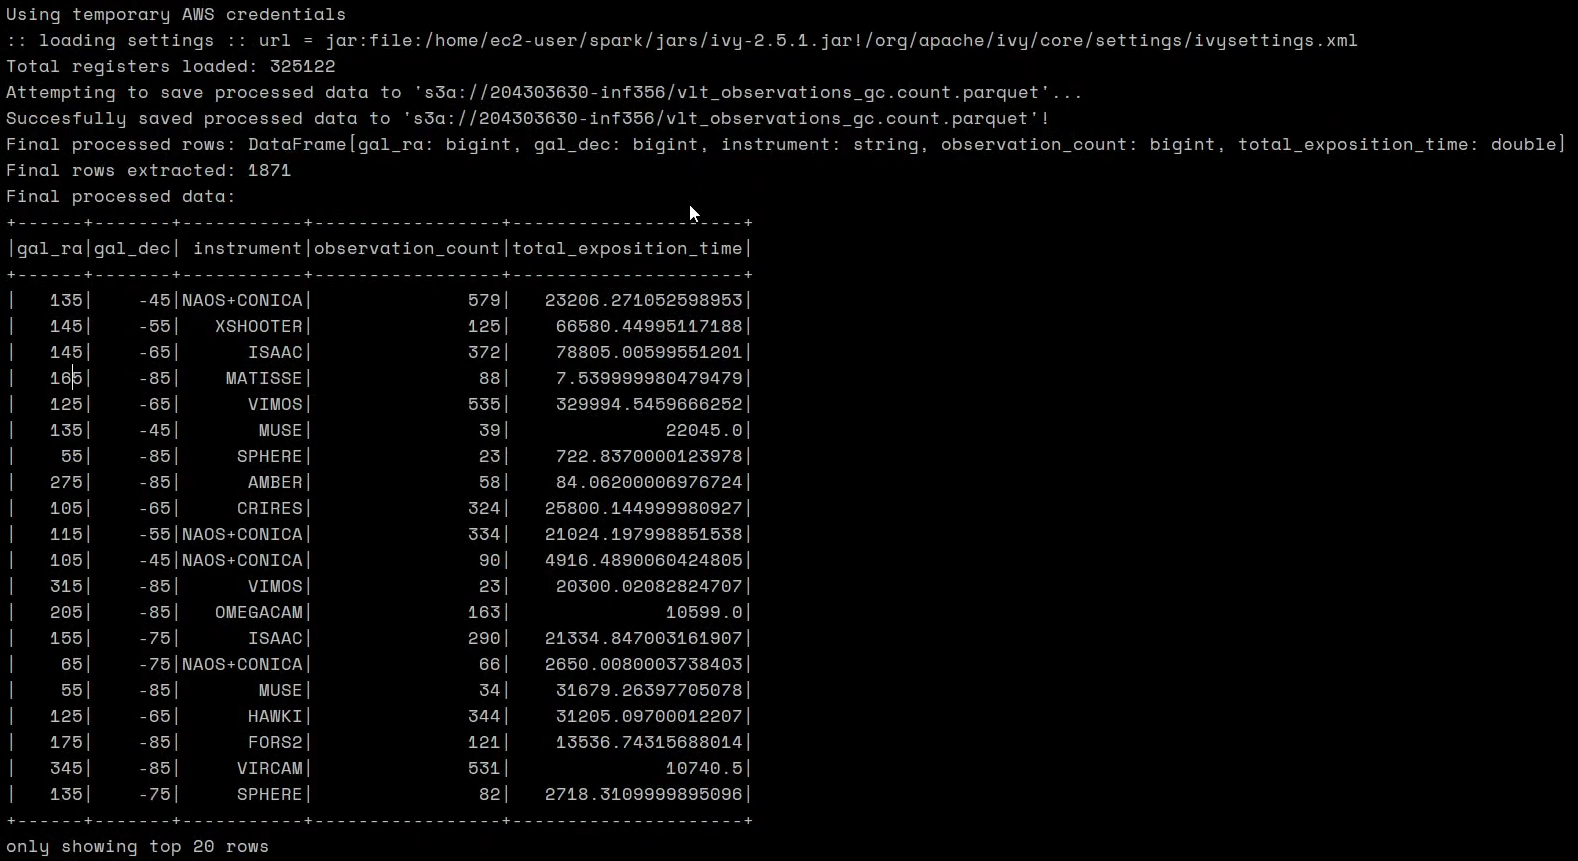 Using temporary AWS credentials
:: loading settings :: url = jar:file:/home/ec2-user/spark/jars/ivy-2.5.1.jar!/org/apache/ivy/core/settings/ivysettings.xml
Total registers loaded: 325122
Attempting to save processed data to 's3a://204303630-inf356/vlt_observations_gc.count.parquet'...
Succesfully saved processed data to 's3a://204303630-inf356/vlt_observations_gc.count.parquet'!
Final processed rows: DataFrame[gal_ra: bigint, gal_dec: bigint, instrument: string, observation_count: bigint, total_exposition_time: double]
Final rows extracted: 1871
Final processed data:
+------+-------+-----------+-----------------+---------------------+
|gal_ra|gal_dec| instrument|observation_count|total_exposition_time|
+------+-------+-----------+-----------------+---------------------+
|   135|    -45|NAOS+CONICA|              579|   23206.271052598953|
|   145|    -55|   XSHOOTER|              125|    66580.44995117188|
|   145|    -65|      ISAAC|              372|    78805.00599551201|
|   165|    -85|    MATISSE|               88|    7.539999980479479|
|   125|    -65|      VIMOS|              535|    329994.5459666252|
|   135|    -45|       MUSE|               39|              22045.0|
|    55|    -85|     SPHERE|               23|    722.8370000123978|
|   275|    -85|      AMBER|               58|    84.06200006976724|
|   105|    -65|     CRIRES|              324|   25800.144999980927|
|   115|    -55|NAOS+CONICA|              334|   21024.197998851538|
|   105|    -45|NAOS+CONICA|               90|   4916.4890060424805|
|   315|    -85|      VIMOS|               23|    20300.02082824707|
|   205|    -85|   OMEGACAM|              163|              10599.0|
|   155|    -75|      ISAAC|              290|   21334.847003161907|
|    65|    -75|NAOS+CONICA|               66|   2650.0080003738403|
|    55|    -85|       MUSE|               34|    31679.26397705078|
|   125|    -65|      HAWKI|              344|    31205.09700012207|
|   175|    -85|      FORS2|              121|    13536.74315688014|
|   345|    -85|     VIRCAM|              531|              10740.5|
|   135|    -75|     SPHERE|               82|   2718.3109999895096|
+------+-------+-----------+-----------------+---------------------+
only showing top 20 rows